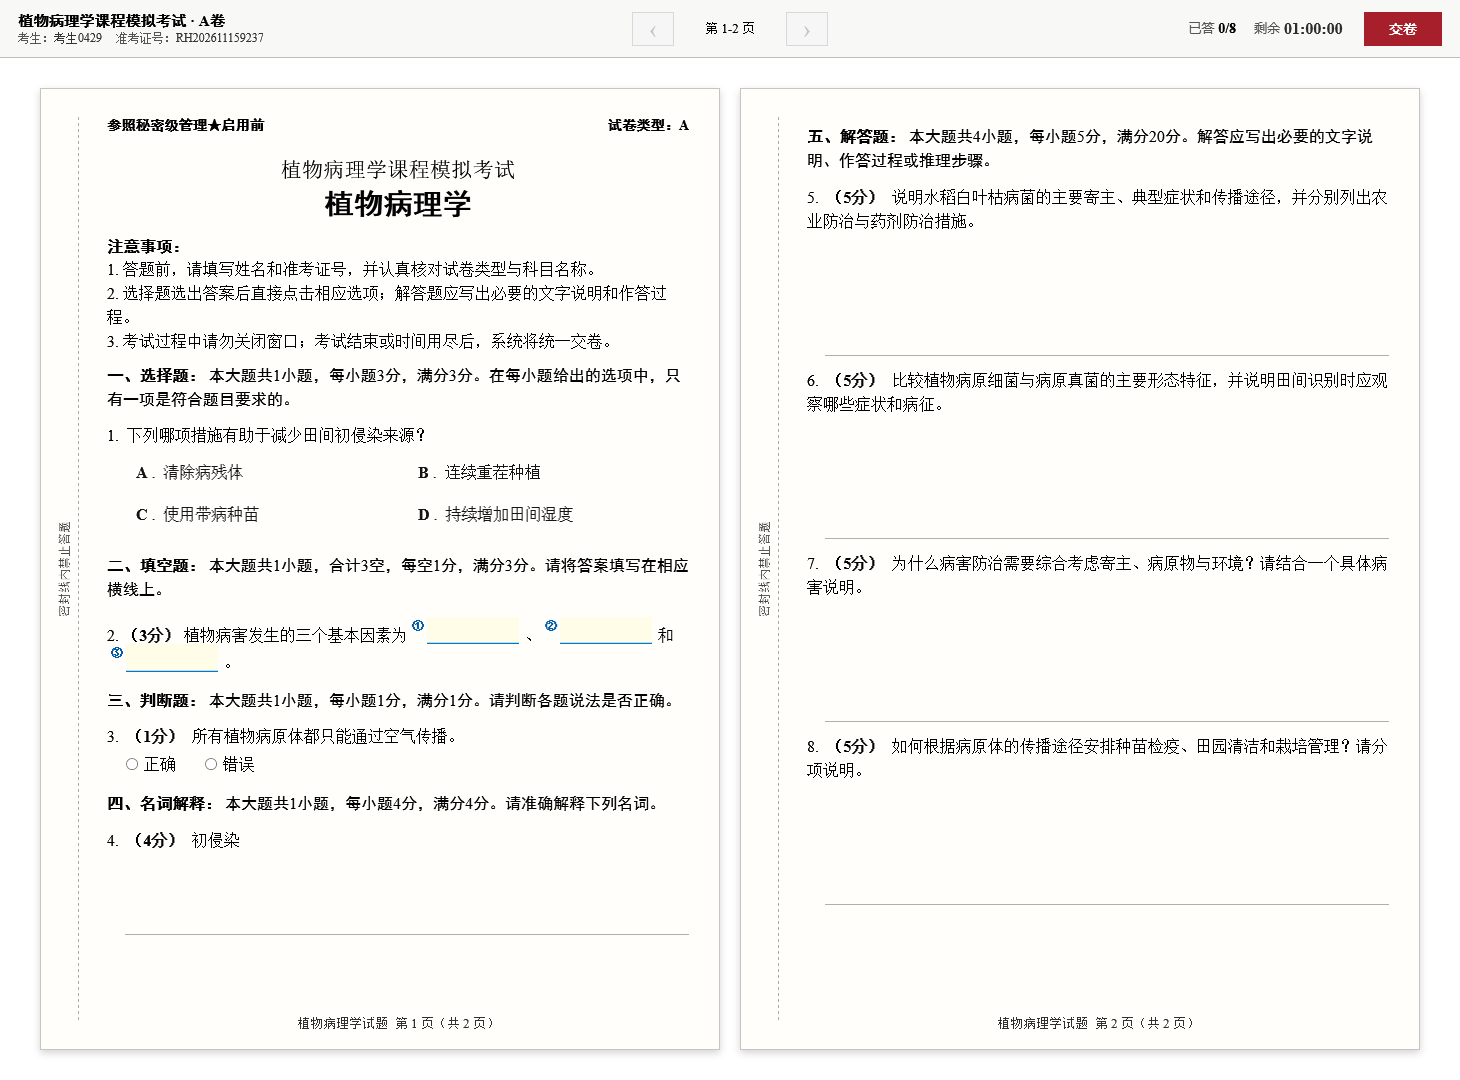 植物病理学课程模拟考试 · A卷
考生：考生0429 准考证号：RH202611159237
‹ 第 1-2 页 ›
已答 0/8 剩余 01:00:00 交卷
参照秘密级管理★启用前 试卷类型：A
植物病理学课程模拟考试
植物病理学
注意事项：
1. 答题前，请填写姓名和准考证号，并认真核对试卷类型与科目名称。
2. 选择题选出答案后直接点击相应选项；解答题应写出必要的文字说明和作答过
程。
3. 考试过程中请勿关闭窗口；考试结束或时间用尽后，系统将统一交卷。
一、选择题： 本大题共1小题，每小题3分，满分3分。在每小题给出的选项中，只
有一项是符合题目要求的。
1. 下列哪项措施有助于减少田间初侵染来源？
A． 清除病残体 B． 连续重茬种植
C． 使用带病种苗 D． 持续增加田间湿度
二、填空题： 本大题共1小题，合计3空，每空1分，满分3分。请将答案填写在相应
横线上。
2. （3分） 植物病害发生的三个基本因素为 ① 、 ② 和
③ 。
三、判断题： 本大题共1小题，每小题1分，满分1分。请判断各题说法是否正确。
3. （1分） 所有植物病原体都只能通过空气传播。
正确 错误
四、名词解释： 本大题共1小题，每小题4分，满分4分。请准确解释下列名词。
4. （4分） 初侵染
密封线内禁止答题
植物病理学试题 第 1 页（共 2 页）
五、解答题： 本大题共4小题，每小题5分，满分20分。解答应写出必要的文字说
明、作答过程或推理步骤。
5. （5分） 说明水稻白叶枯病菌的主要寄主、典型症状和传播途径，并分别列出农
业防治与药剂防治措施。
6. （5分） 比较植物病原细菌与病原真菌的主要形态特征，并说明田间识别时应观
察哪些症状和病征。
7. （5分） 为什么病害防治需要综合考虑寄主、病原物与环境？请结合一个具体病
害说明。
8. （5分） 如何根据病原体的传播途径安排种苗检疫、田园清洁和栽培管理？请分
项说明。
密封线内禁止答题
植物病理学试题 第 2 页（共 2 页）